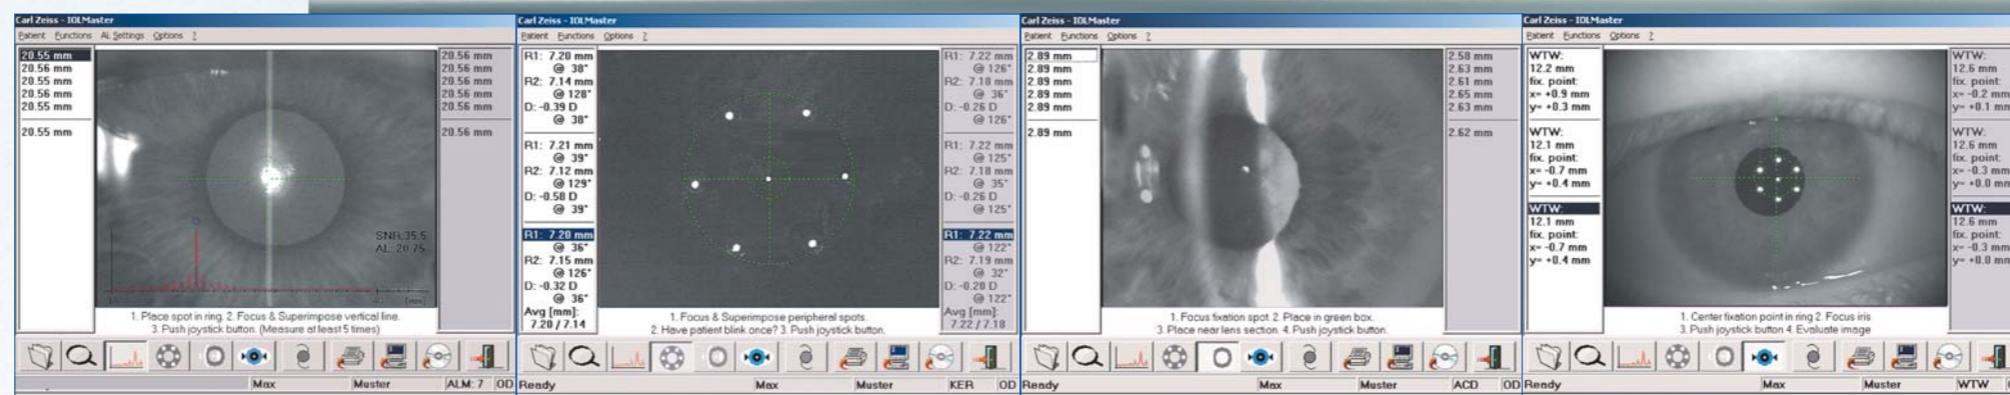 Carl Zeiss - IOLMaster
Patient Functions AL Settings Options ?
20.55 mm
20.56 mm
20.55 mm
20.56 mm
20.55 mm
20.55 mm
SNR:35.5
AL: 20.75
[mm]
20.56 mm
20.56 mm
20.56 mm
20.56 mm
20.56 mm
20.56 mm
1. Place spot in ring. 2. Focus & Superimpose vertical line.
3. Push joystick button. (Measure at least 5 times)
Max Muster ALM: 7 OD
Carl Zeiss - IOLMaster
Patient Functions Options ?
R1: 7.20 mm
@ 38°
R2: 7.14 mm
@ 128°
D: -0.39 D
@ 38°
R1: 7.21 mm
@ 39°
R2: 7.12 mm
@ 129°
D: -0.58 D
@ 39°
R1: 7.20 mm
@ 36°
R2: 7.15 mm
@ 126°
D: -0.32 D
@ 36°
Avg [mm]:
7.20 / 7.14
R1: 7.22 mm
@ 126°
R2: 7.18 mm
@ 36°
D: -0.26 D
@ 126°
R1: 7.22 mm
@ 125°
R2: 7.18 mm
@ 35°
D: -0.26 D
@ 125°
R1: 7.22 mm
@ 122°
R2: 7.19 mm
@ 32°
D: -0.20 D
@ 122°
Avg [mm]:
7.22 / 7.18
1. Focus & Superimpose peripheral spots.
2. Have patient blink once? 3. Push joystick button.
Ready Max Muster KER OD
Carl Zeiss - IOLMaster
Patient Functions Options ?
2.89 mm
2.89 mm
2.89 mm
2.89 mm
2.89 mm
2.89 mm
2.58 mm
2.63 mm
2.61 mm
2.65 mm
2.63 mm
2.62 mm
1. Focus fixation spot 2. Place in green box.
3. Place near lens section. 4. Push joystick button.
Ready Max Muster ACD OD
Carl Zeiss - IOLMaster
Patient Functions Options ?
WTW:
12.2 mm
fix. point:
x= +0.9 mm
y= +0.3 mm
WTW:
12.1 mm
fix. point:
x= -0.7 mm
y= +0.4 mm
WTW:
12.1 mm
fix. point:
x= -0.7 mm
y= +0.4 mm
WTW:
12.6 mm
fix. point:
x= -0.2 mm
y= +0.1 mm
WTW:
12.6 mm
fix. point:
x= -0.3 mm
y= +0.0 mm
WTW:
12.6 mm
fix. point:
x= -0.3 mm
y= +0.0 mm
1. Center fixation point in ring 2. Focus iris
3. Push joystick button 4. Evaluate image
Ready Max Muster WTW